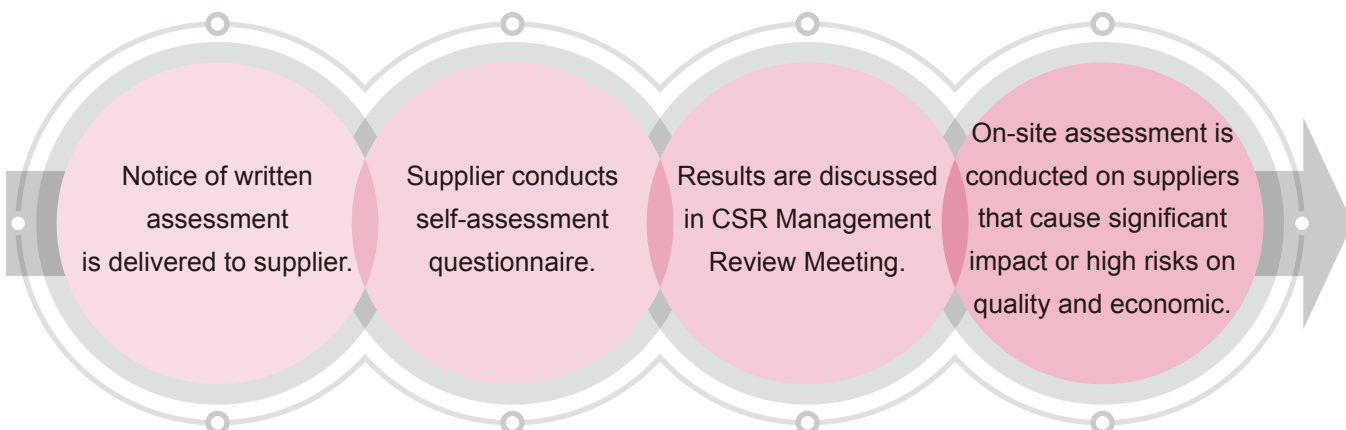 Notice of written
assessment
is delivered to supplier.
Supplier conducts
self-assessment
questionnaire.
Results are discussed
in CSR Management
Review Meeting.
On-site assessment is
conducted on suppliers
that cause significant
impact or high risks on
quality and economic.